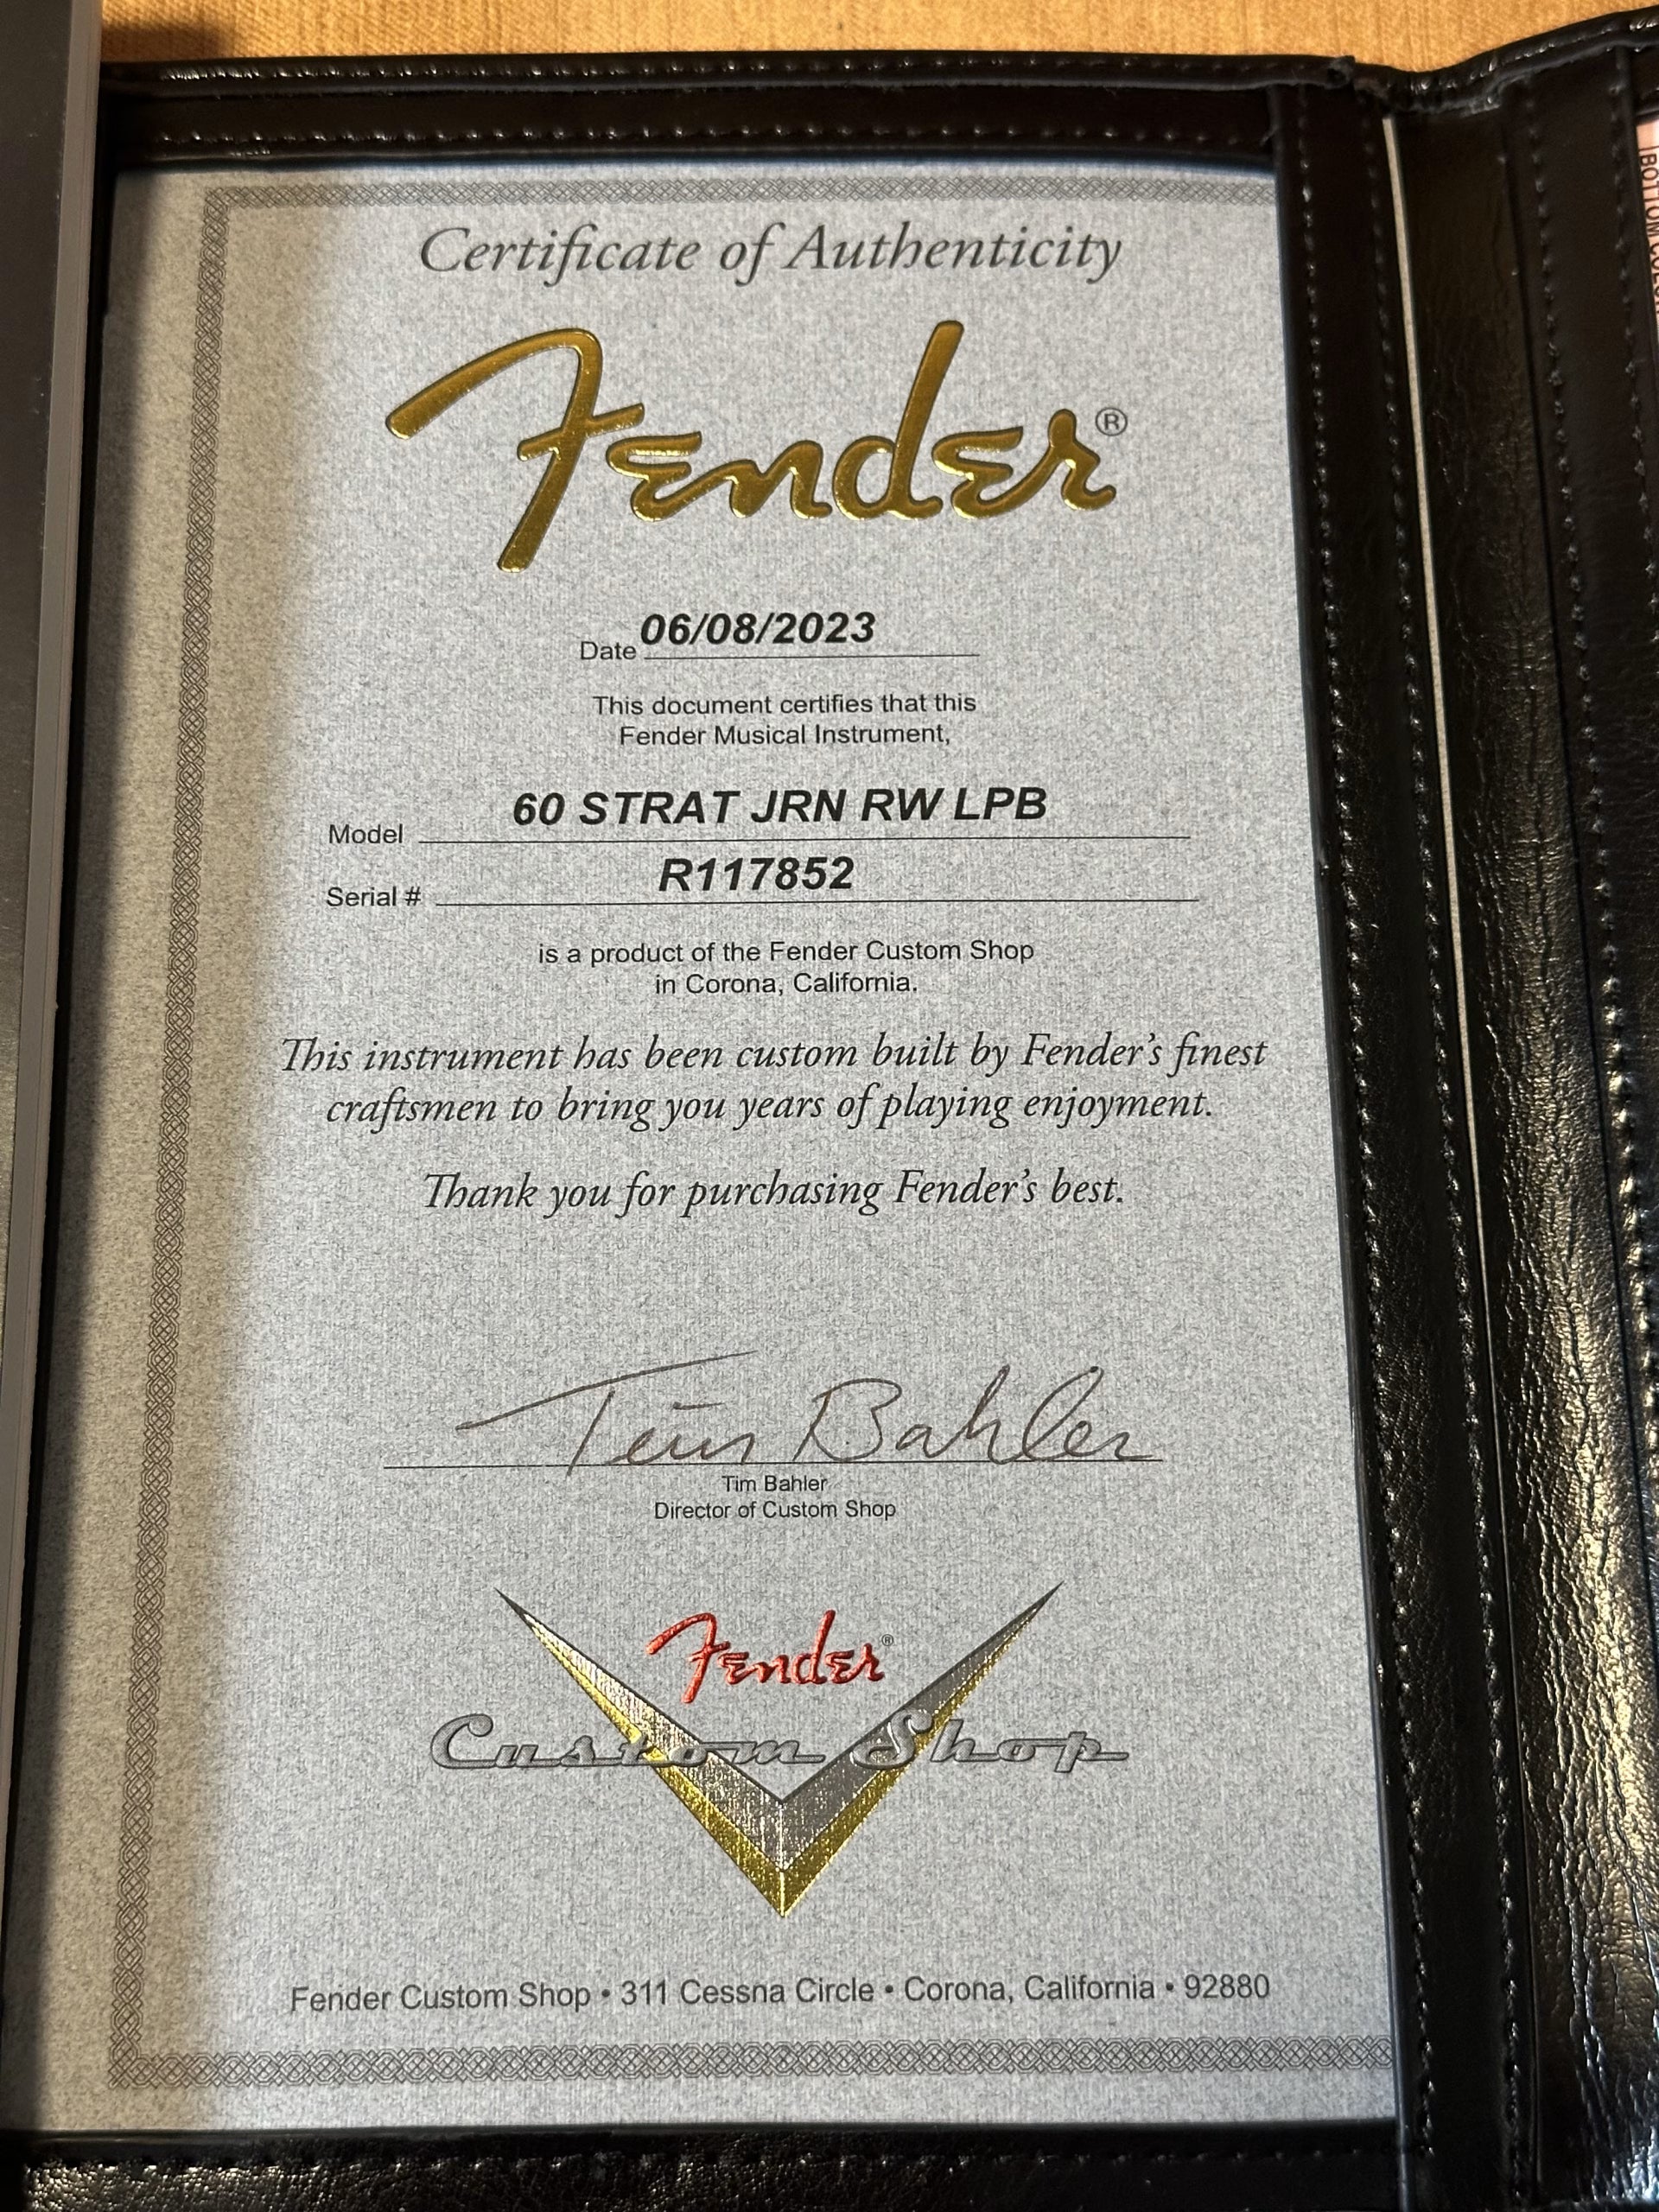 Certificate of Authenticity
Fender®
Date 06/08/2023
This document certifies that this
Fender Musical Instrument,
Model 60 STRAT JRN RW LPB
Serial # R117852
is a product of the Fender Custom Shop
in Corona, California.
This instrument has been custom built by Fender's finest
craftsmen to bring you years of playing enjoyment.
Thank you for purchasing Fender's best.
Tim Bahler
Tim Bahler
Director of Custom Shop
Fender®
Custom Shop
Fender Custom Shop • 311 Cessna Circle • Corona, California • 92880
BOTTOM